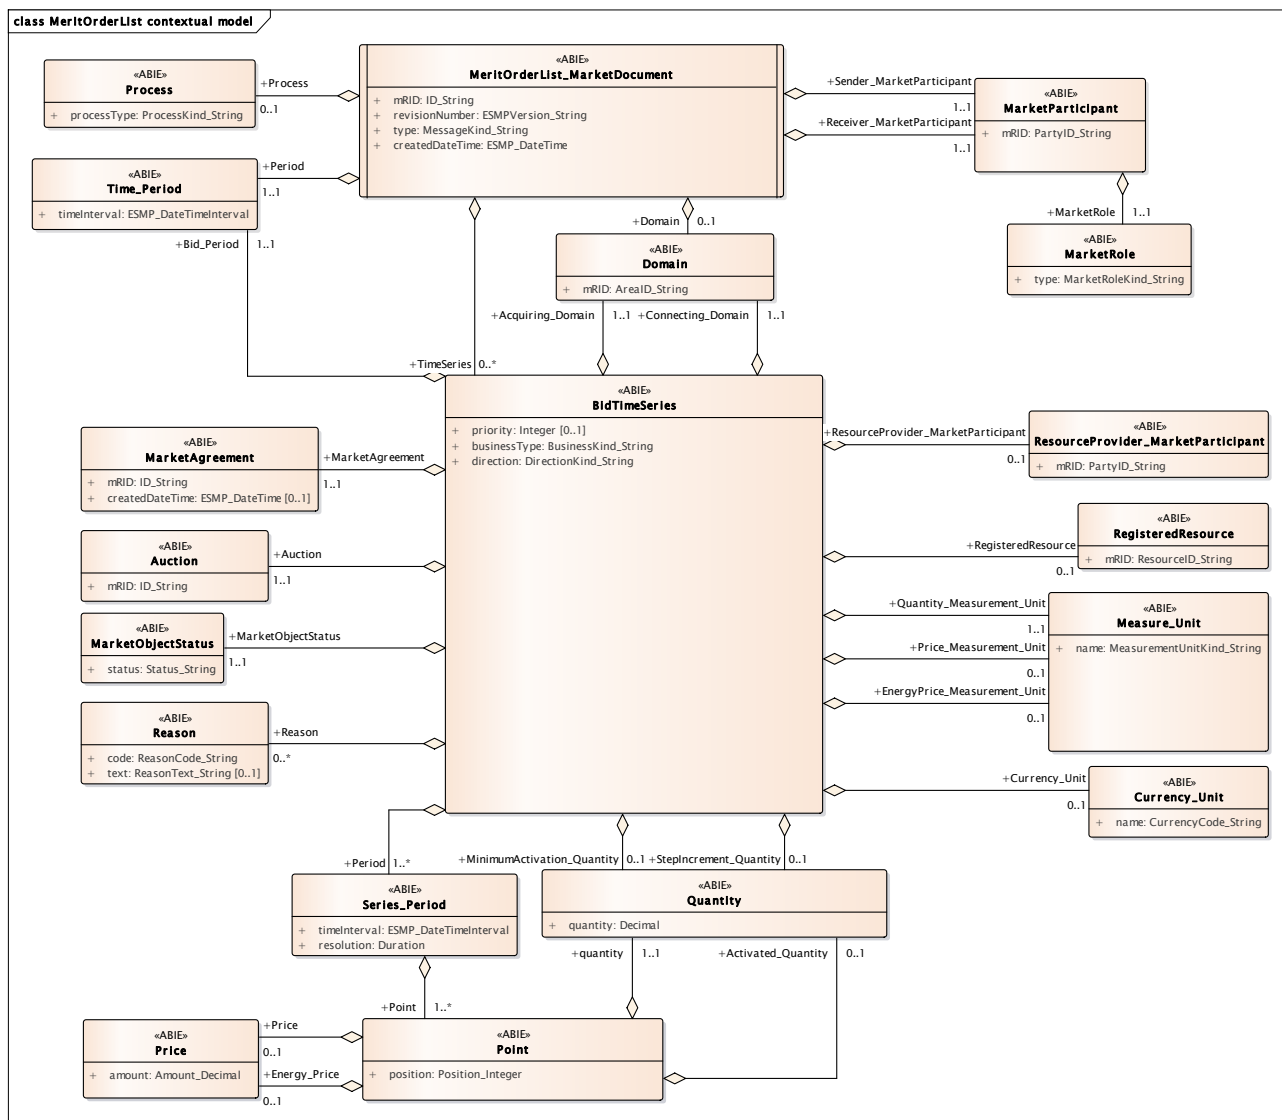 class MeritOrderList contextual model
«ABIE»
Process
+ processType: ProcessKind_String
+Process
0..1
«ABIE»
MeritOrderList_MarketDocument
+ mRID: ID_String
+ revisionNumber: ESMPVersion_String
+ type: MessageKind_String
+ createdDateTime: ESMP_DateTime
+Sender_MarketParticipant
1..1
+Receiver_MarketParticipant
1..1
«ABIE»
MarketParticipant
+ mRID: PartyID_String
«ABIE»
Time_Period
+ timeInterval: ESMP_DateTimeInterval
+Period
1..1
+Bid_Period
1..1
+MarketRole
1..1
«ABIE»
MarketRole
+ type: MarketRoleKind_String
+Domain
0..1
«ABIE»
Domain
+ mRID: AreaID_String
+Acquiring_Domain
1..1
+Connecting_Domain
1..1
+TimeSeries
0..*
«ABIE»
BidTimeSeries
+ priority: Integer [0..1]
+ businessType: BusinessKind_String
+ direction: DirectionKind_String
«ABIE»
MarketAgreement
+ mRID: ID_String
+ createdDateTime: ESMP_DateTime [0..1]
+MarketAgreement
1..1
+ResourceProvider_MarketParticipant
0..1
«ABIE»
ResourceProvider_MarketParticipant
+ mRID: PartyID_String
«ABIE»
Auction
+ mRID: ID_String
+Auction
1..1
+RegisteredResource
0..1
«ABIE»
RegisteredResource
+ mRID: ResourceID_String
«ABIE»
MarketObjectStatus
+ status: Status_String
+MarketObjectStatus
1..1
+Quantity_Measurement_Unit
1..1
+Price_Measurement_Unit
0..1
+EnergyPrice_Measurement_Unit
0..1
«ABIE»
Measure_Unit
+ name: MeasurementUnitKind_String
«ABIE»
Reason
+ code: ReasonCode_String
+ text: ReasonText_String [0..1]
+Reason
0..*
+Currency_Unit
0..1
«ABIE»
Currency_Unit
+ name: CurrencyCode_String
+Period
1..*
+MinimumActivation_Quantity
0..1
+StepIncrement_Quantity
0..1
«ABIE»
Series_Period
+ timeInterval: ESMP_DateTimeInterval
+ resolution: Duration
«ABIE»
Quantity
+ quantity: Decimal
+quantity
1..1
+Activated_Quantity
0..1
+Point
1..*
«ABIE»
Price
+ amount: Amount_Decimal
+Price
0..1
+Energy_Price
0..1
«ABIE»
Point
+ position: Position_Integer